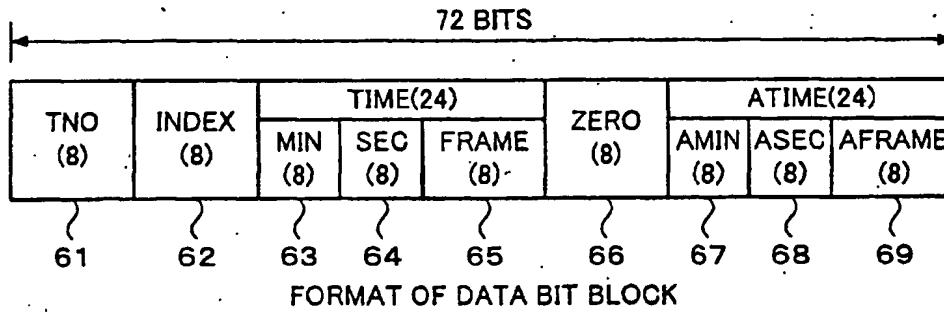 72 BITS
TNO (8) INDEX (8) TIME(24) ZERO (8) ATIME(24)
MIN (8) SEC (8) FRAME (8) AMIN (8) ASEC (8) AFRAME (8)
61 62 63 64 65 66 67 68 69
FORMAT OF DATA BIT BLOCK